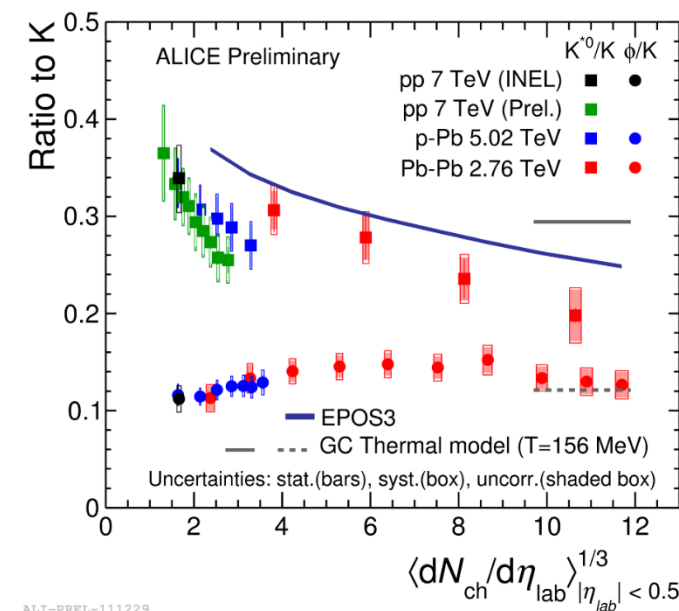 Ratio to K
0.5
0.4
0.3
0.2
0.1
0
ALICE Preliminary
K*0/K ϕ/K
pp 7 TeV (INEL)
pp 7 TeV (Prel.)
p-Pb 5.02 TeV
Pb-Pb 2.76 TeV
EPOS3
GC Thermal model (T=156 MeV)
Uncertainties: stat.(bars), syst.(box), uncorr.(shaded box)
0 2 4 6 8 10 12
⟨dNch/dηlab⟩1/3|ηlab| < 0.5
ALI-PREL-111229